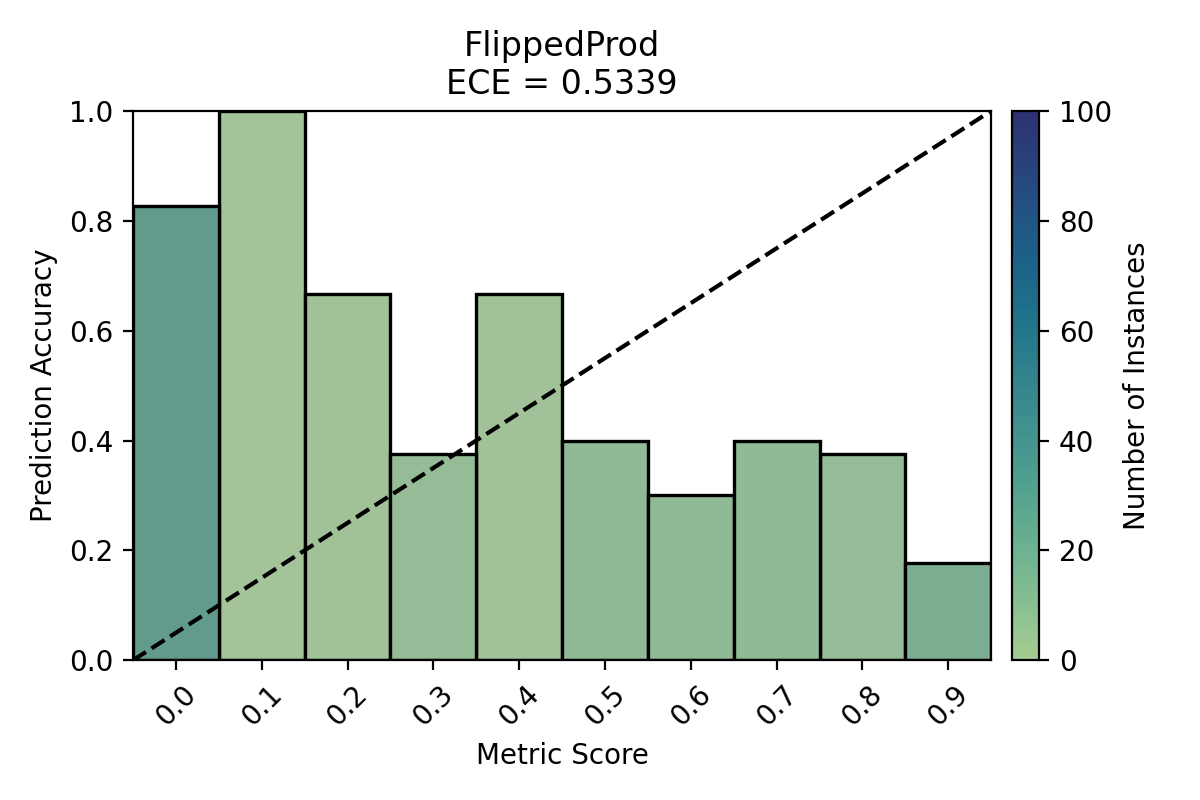 FlippedProd
ECE = 0.5339
1.0
0.8
0.6
0.4
0.2
0.0
Prediction Accuracy
0.0 0.1 0.2 0.3 0.4 0.5 0.6 0.7 0.8 0.9
Metric Score
100
80
60
40
20
0
Number of Instances